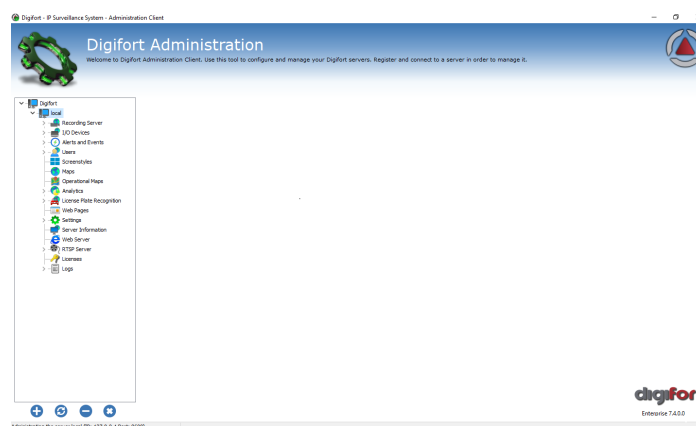 Digifort - IP Surveillance System - Administration Client
Digifort Administration
Welcome to Digifort Administration Client. Use this tool to configure and manage your Digifort servers. Register and connect to a server in order to manage it.
Digifort
local
Recording Server
I/O Devices
Alerts and Events
Users
Screenstyles
Maps
Operational Maps
Analytics
License Plate Recognition
Web Pages
Settings
Server Information
Web Server
RTSP Server
Licenses
Logs
digifor
Enterprise 7.4.0.0